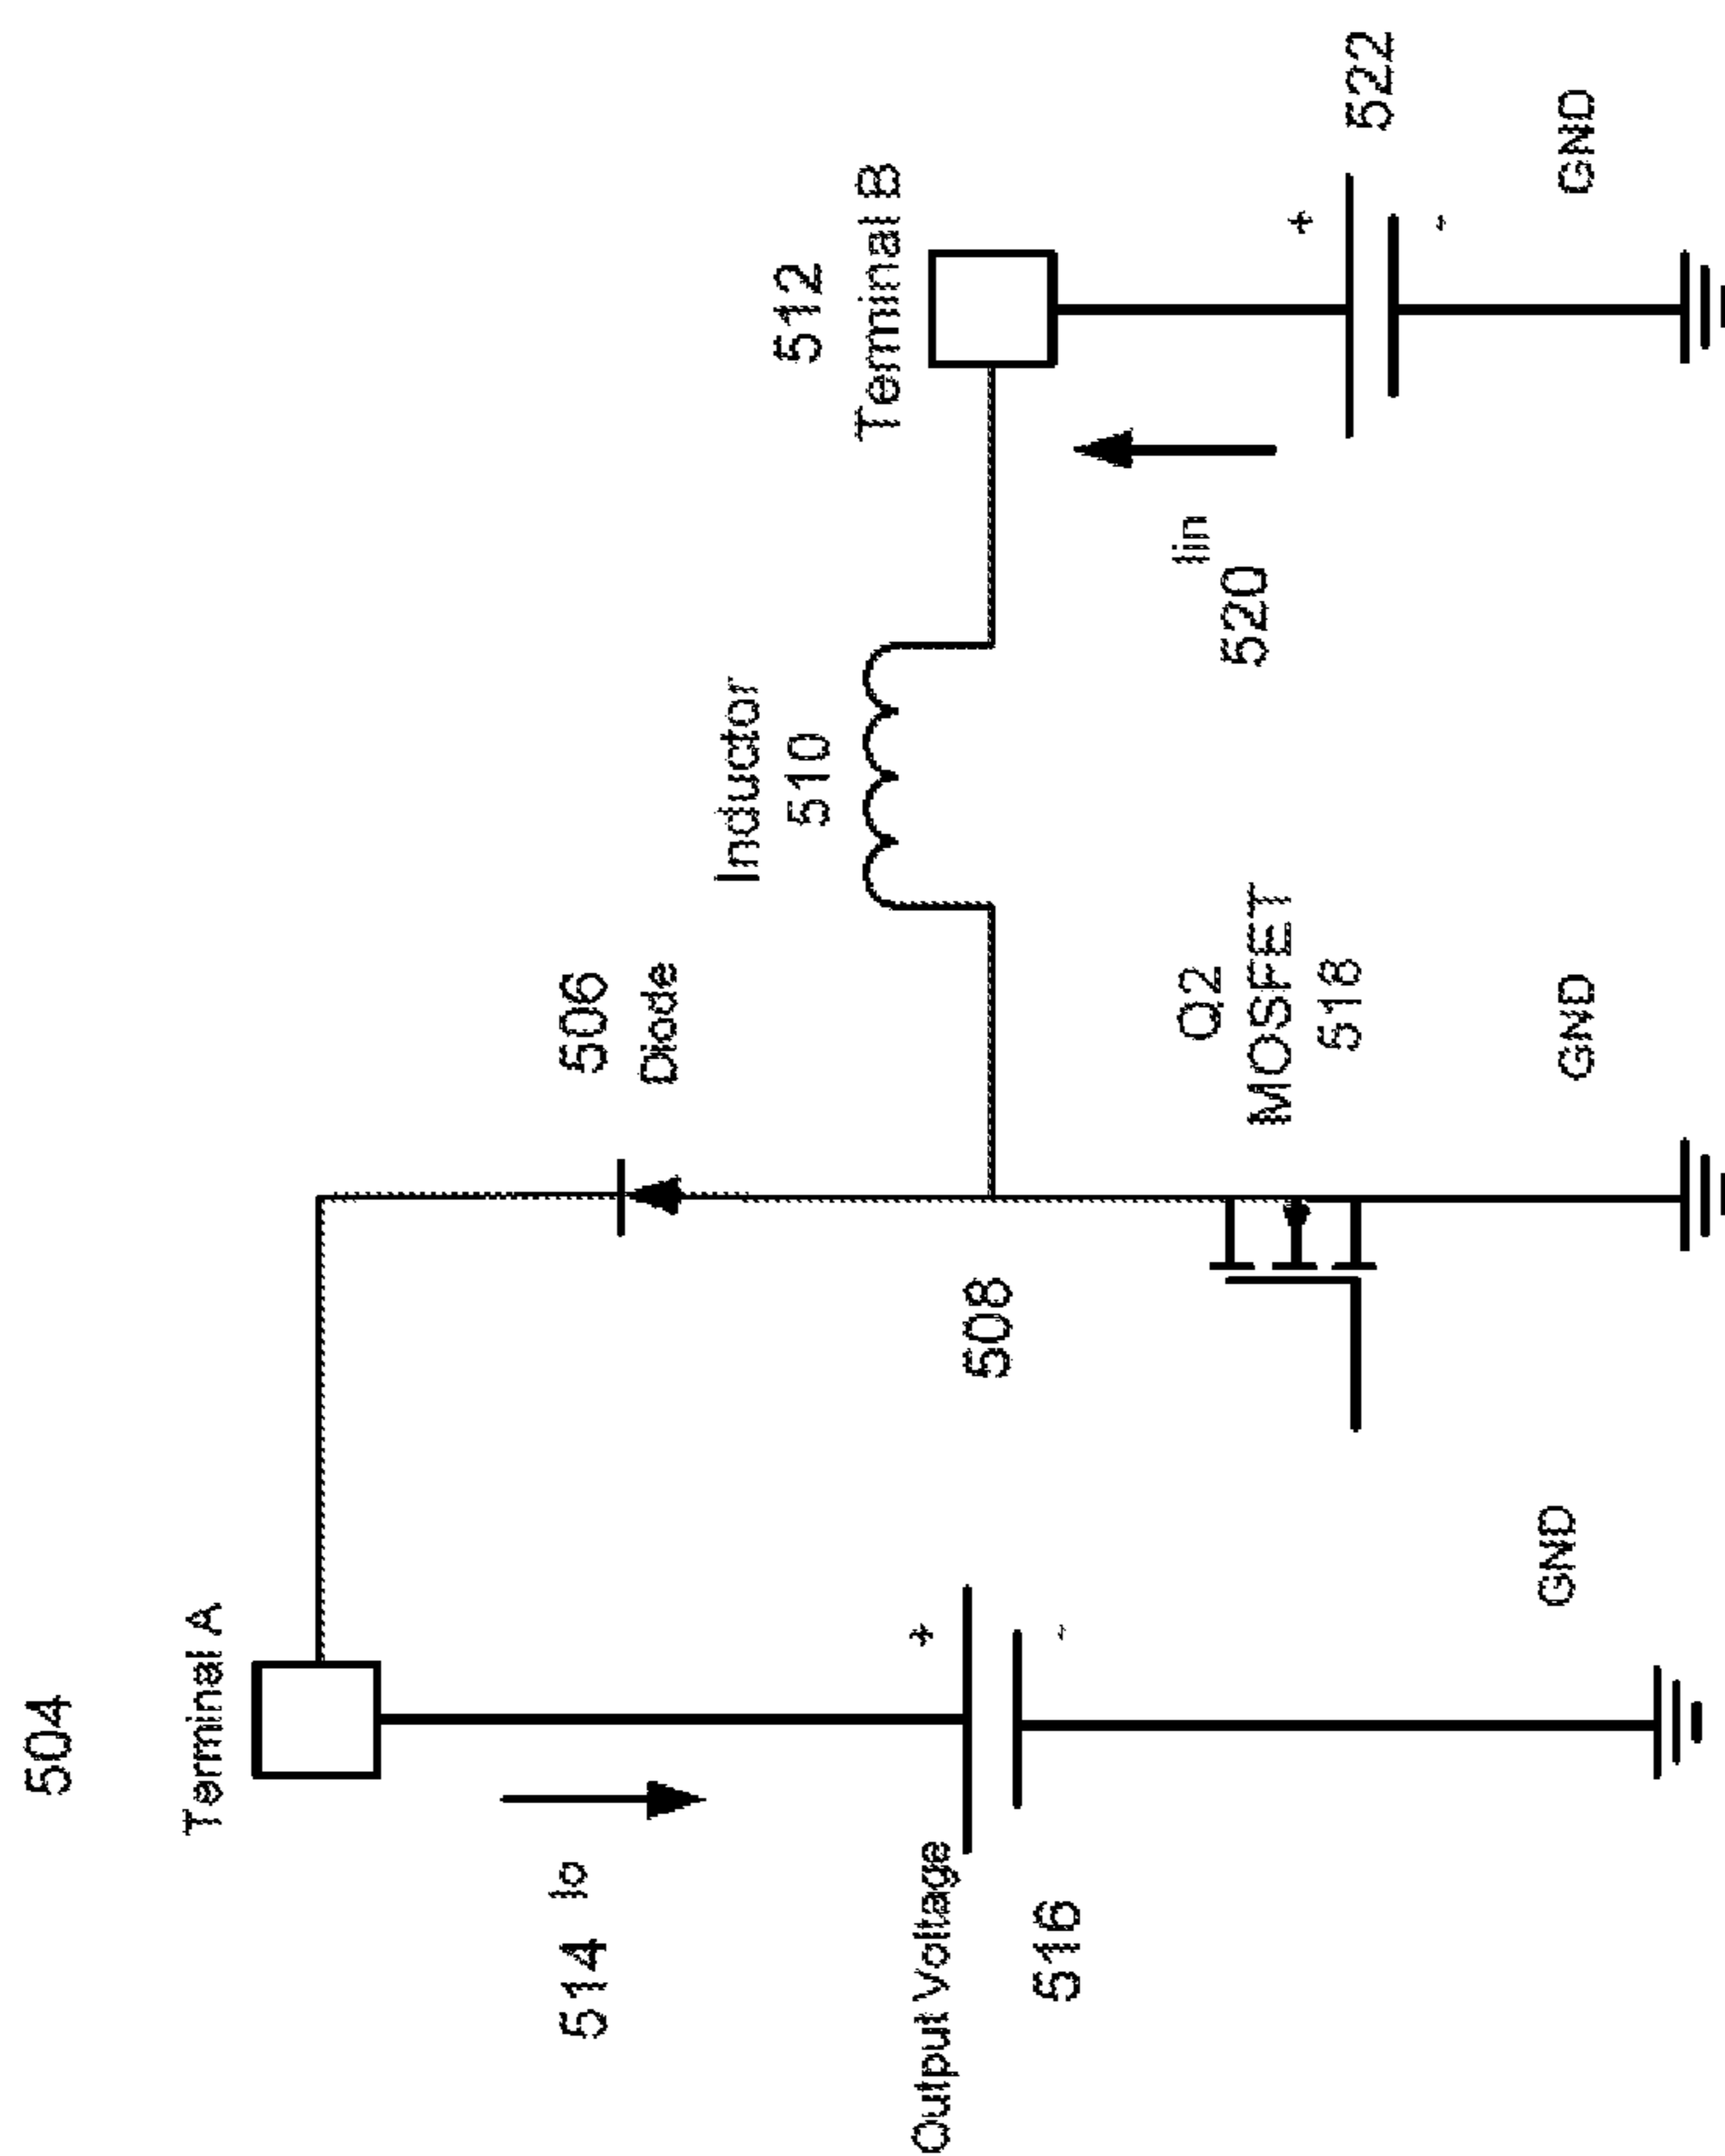 504
Terminal A
514 Io
506
Diode
Inductor
510
512
Terminal B
Output Voltage
516
+
-
508
Q2
MOSFET
518
Iin
520
+
-
522
GND
GND
GND